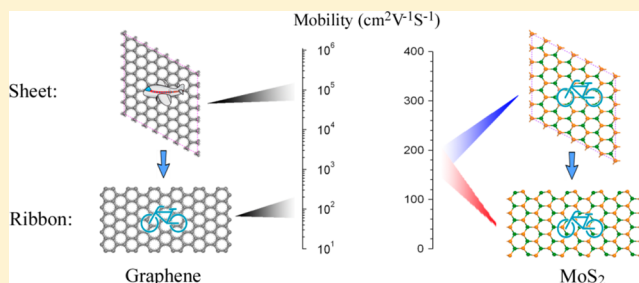 Mobility (cm²V⁻¹S⁻¹)
10⁶
10⁵
10⁴
10³
10²
10¹
400
300
200
100
0
Sheet:
Ribbon:
Graphene
MoS₂